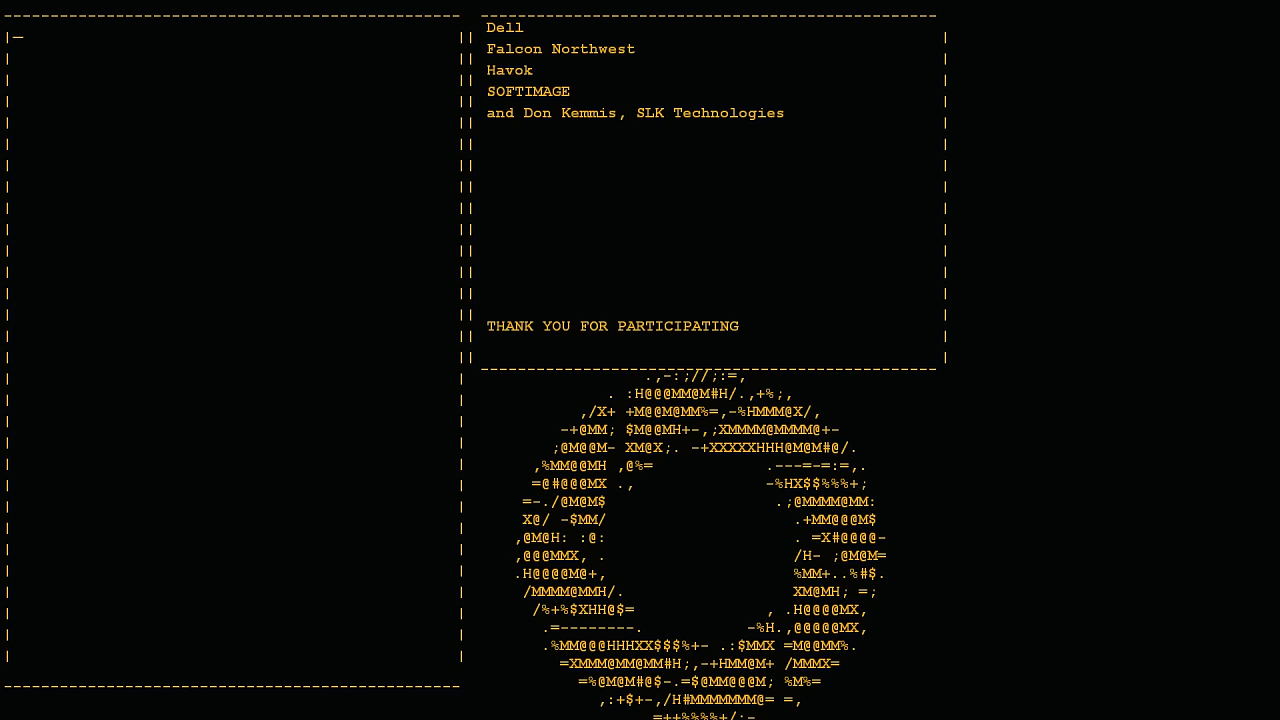 Dell
Falcon Northwest
Havok
SOFTIMAGE
and Don Kemmis, SLK Technologies
THANK YOU FOR PARTICIPATING